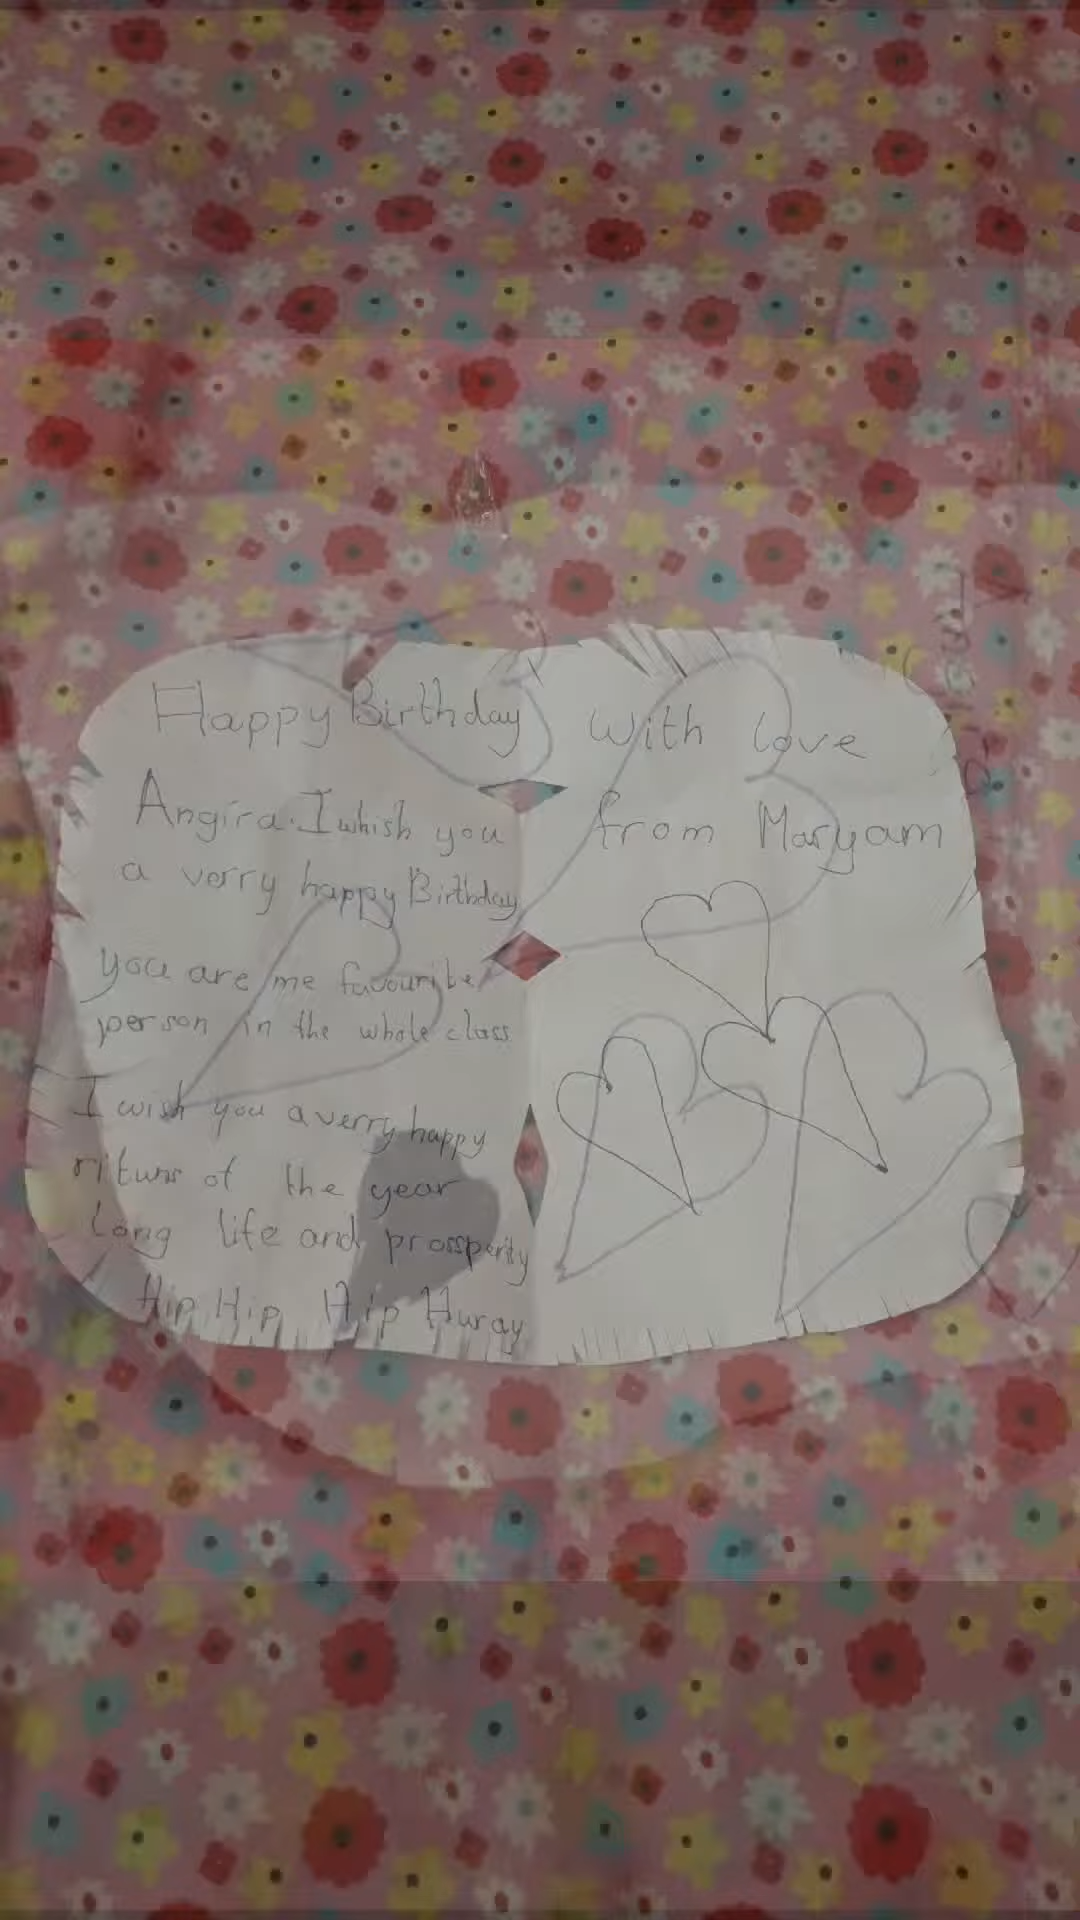 Happy Birthday
Angira. I whish you
a verry happy Birthday
you are me favourite
person in the whole class
I wish you a verry happy
riturns of the year
Long life and prossperity
Hip Hip Hip Huray
With love
from Maryam